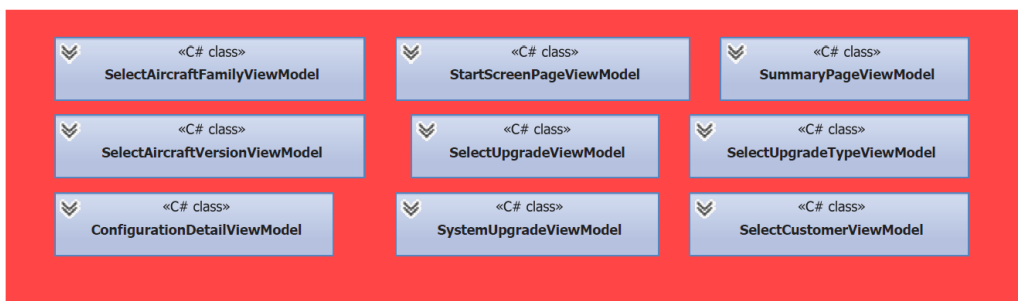 «C# class»
SelectAircraftFamilyViewModel
«C# class»
StartScreenPageViewModel
«C# class»
SummaryPageViewModel
«C# class»
SelectAircraftVersionViewModel
«C# class»
SelectUpgradeViewModel
«C# class»
SelectUpgradeTypeViewModel
«C# class»
ConfigurationDetailViewModel
«C# class»
SystemUpgradeViewModel
«C# class»
SelectCustomerViewModel